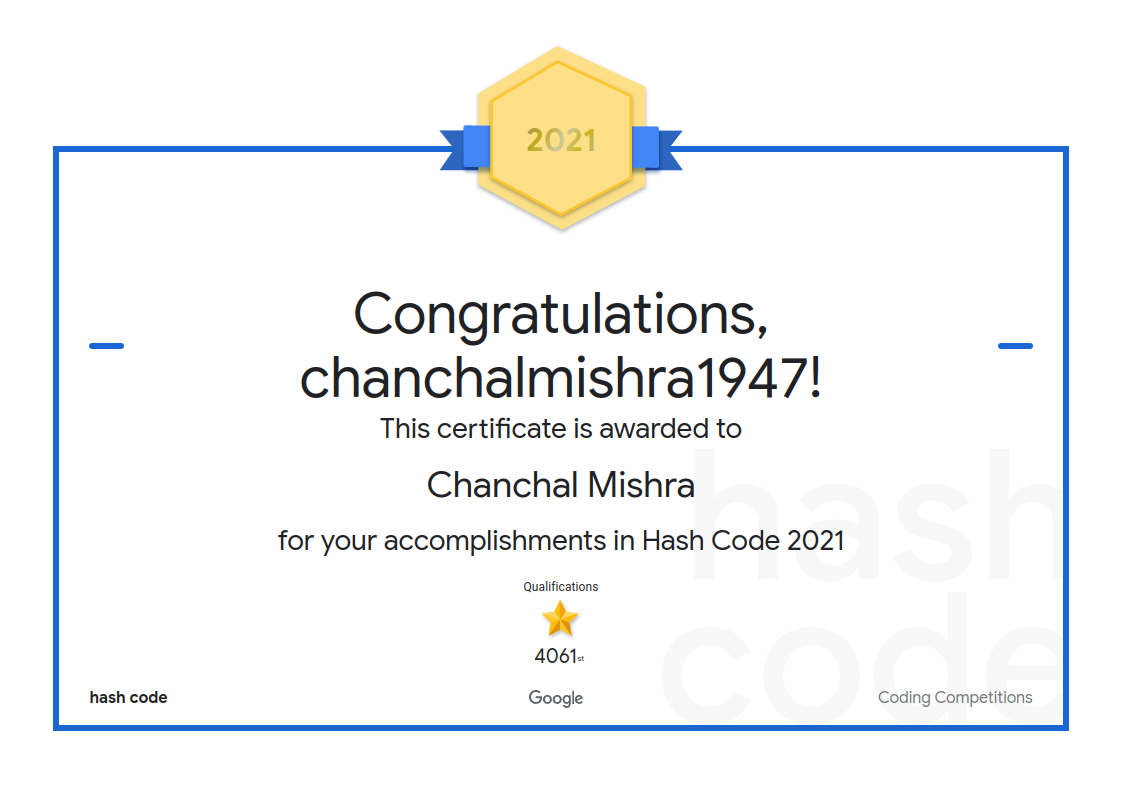 2021
Congratulations,
chanchalmishra1947!
This certificate is awarded to
Chanchal Mishra
for your accomplishments in Hash Code 2021
Qualifications
4061st
hash code
Google
Coding Competitions
hash
code